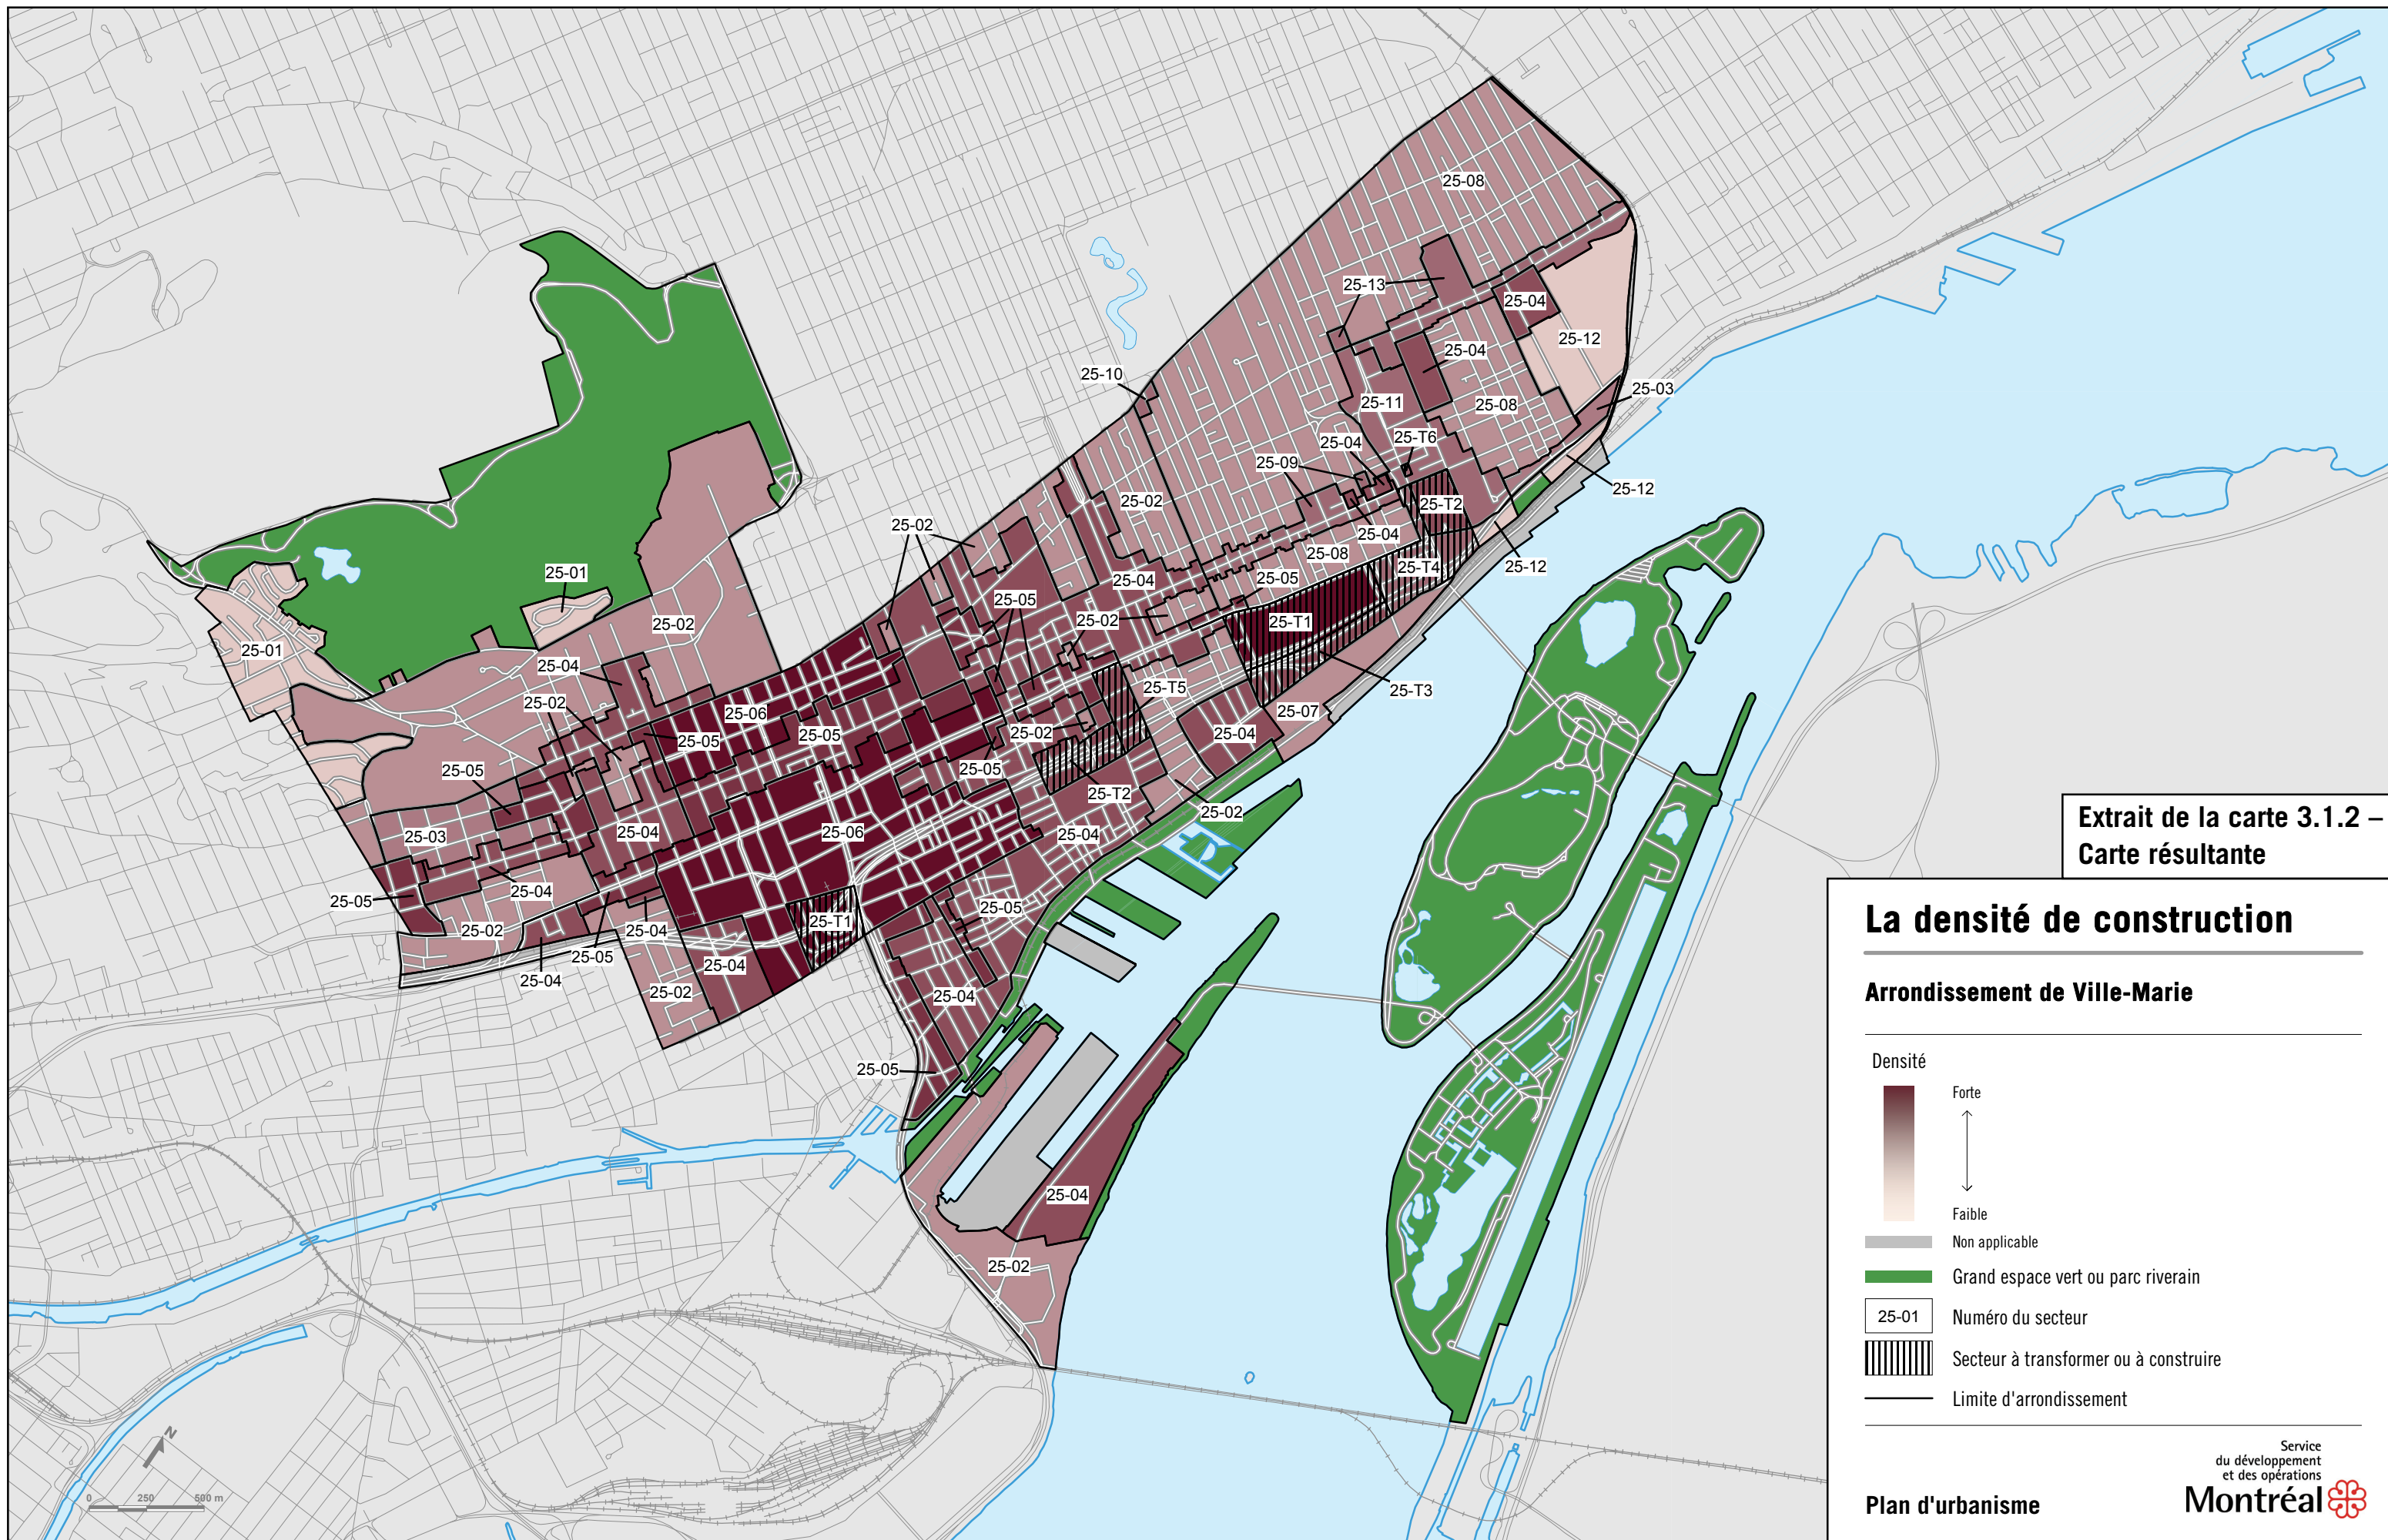 25-08
25-13
25-04
25-12
25-04
25-10
25-03
25-11
25-08
25-04
25-T6
25-09
25-12
25-02
25-T2
25-02
25-04
25-08
25-T4
25-12
25-01
25-04
25-05
25-05
25-02
25-02
25-T1
25-01
25-04
25-T5
25-T3
25-02
25-06
25-07
25-05
25-05
25-02
25-04
25-05
25-05
25-T2
25-02
25-03
25-04
25-06
25-04
25-04
25-05
25-05
25-T1
25-02
25-04
25-05
25-04
25-04
25-02
25-04
25-05
25-04
25-02
N
0 250 500 m
Extrait de la carte 3.1.2 –
Carte résultante
La densité de construction
Arrondissement de Ville-Marie
Densité
Forte
Faible
Non applicable
Grand espace vert ou parc riverain
25-01 Numéro du secteur
Secteur à transformer ou à construire
Limite d'arrondissement
Service
du développement
et des opérations
Montréal
Plan d'urbanisme